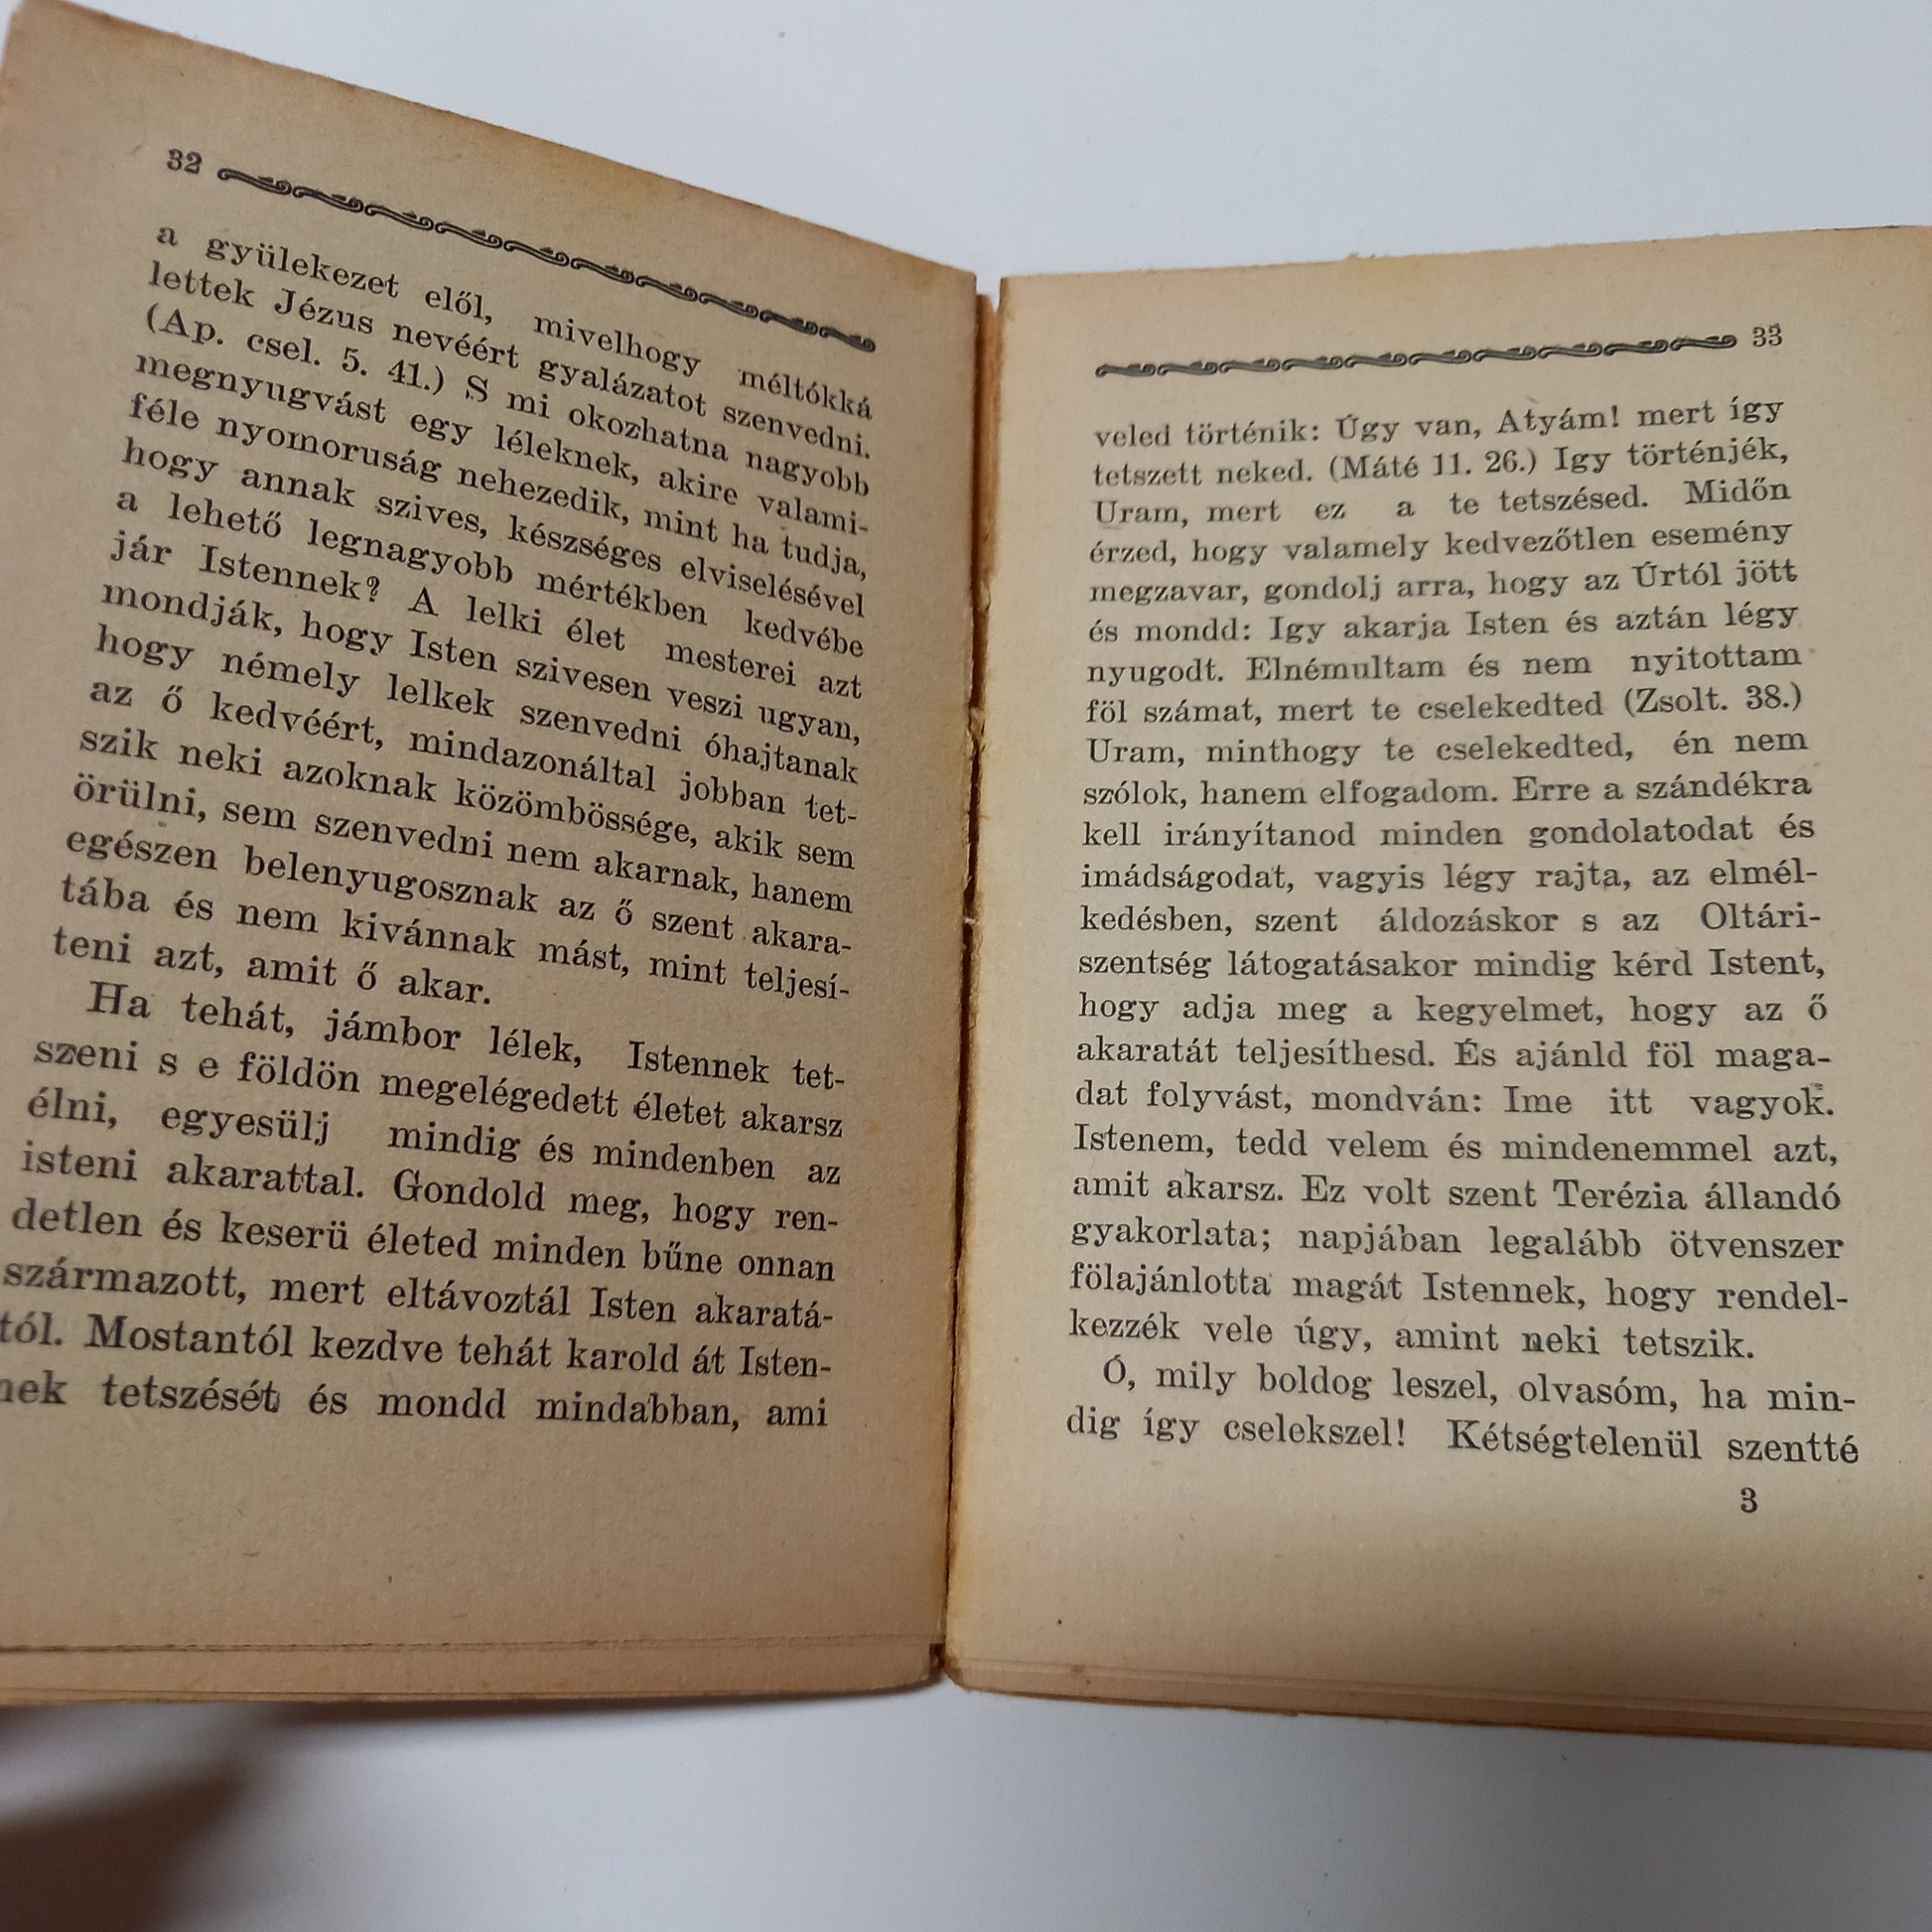 32
a gyülekezet elől, mivelhogy méltókká
lettek Jézus nevéért gyalázatot szenvedni.
(Ap. csel. 5. 41.) S mi okozhatna nagyobb
megnyugvást egy léleknek, akire valami-
féle nyomoruság nehezedik, mint ha tudja,
hogy annak szives, készséges elviselésével
a lehető legnagyobb mértékben kedvébe
jár Istennek? A lelki élet mesterei azt
mondják, hogy Isten szivesen veszi ugyan,
hogy némely lelkek szenvedni óhajtanak
az ő kedvéért, mindazonáltal jobban tet-
szik neki azoknak közömbössége, akik sem
örülni, sem szenvedni nem akarnak, hanem
egészen belenyugosznak az ő szent akara-
tába és nem kivánnak mást, mint teljesí-
teni azt, amit ő akar.
Ha tehát, jámbor lélek, Istennek tet-
szeni s e földön megelégedett életet akarsz
élni, egyesülj mindig és mindenben az
isteni akarattal. Gondold meg, hogy ren-
detlen és keserü életed minden bűne onnan
származott, mert eltávoztál Isten akaratá-
tól. Mostantól kezdve tehát karold át Isten-
nek tetszését és mondd mindabban, ami
33
veled történik: Úgy van, Atyám! mert így
tetszett neked. (Máté 11. 26.) Igy történjék,
Uram, mert ez a te tetszésed. Midőn
érzed, hogy valamely kedvezőtlen esemény
megzavar, gondolj arra, hogy az Úrtól jött
és mondd: Igy akarja Isten és aztán légy
nyugodt. Elnémultam és nem nyitottam
föl számat, mert te cselekedted (Zsolt. 38.)
Uram, minthogy te cselekedted, én nem
szólok, hanem elfogadom. Erre a szándékra
kell irányítanod minden gondolatodat és
imádságodat, vagyis légy rajta, az elmél-
kedésben, szent áldozáskor s az Oltári-
szentség látogatásakor mindig kérd Istent,
hogy adja meg a kegyelmet, hogy az ő
akaratát teljesíthesd. És ajánld föl maga-
dat folyvást, mondván: Ime itt vagyok.
Istenem, tedd velem és mindenemmel azt,
amit akarsz. Ez volt szent Terézia állandó
gyakorlata; napjában legalább ötvenszer
fölajánlotta magát Istennek, hogy rendel-
kezzék vele úgy, amint neki tetszik.
Ó, mily boldog leszel, olvasóm, ha min-
dig így cselekszel! Kétségtelenül szentté
3